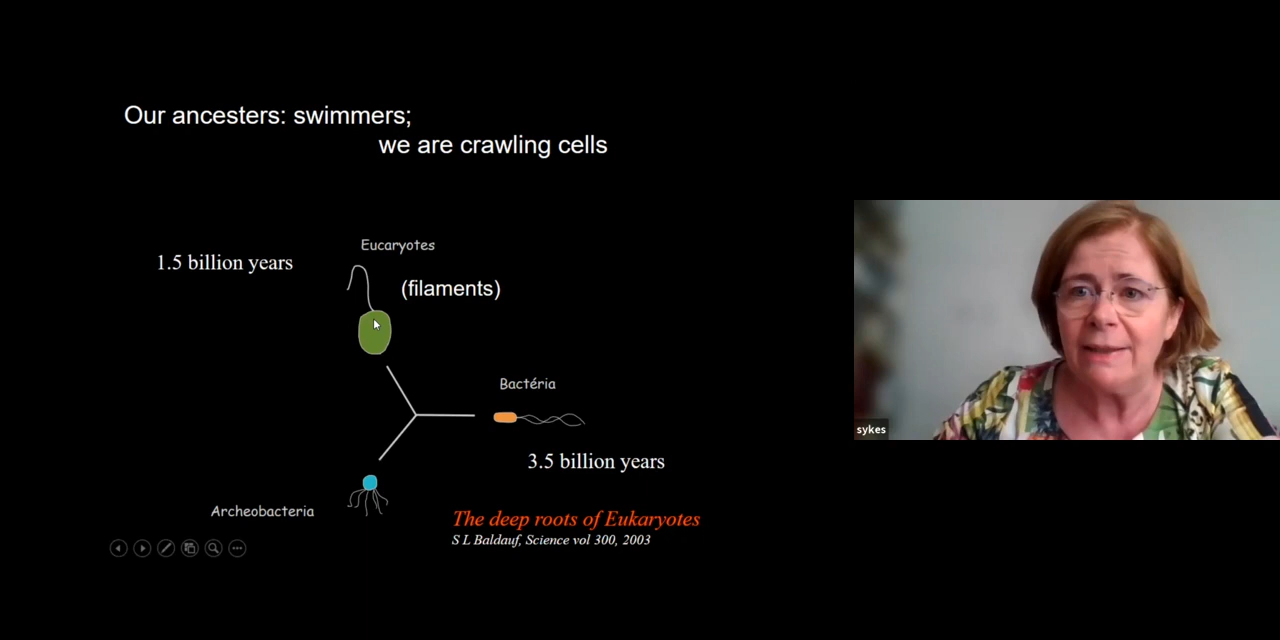 Our ancesters: swimmers;
we are crawling cells
Eucaryotes
1.5 billion years
(filaments)
Bactéria
3.5 billion years
Archeobacteria
The deep roots of Eukaryotes
S L Baldauf, Science vol 300, 2003
sykes